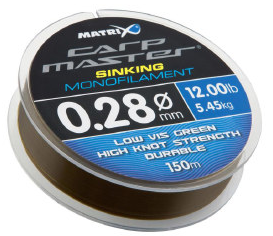 MATRIX
CARP
MASTER
SINKING
MONOFILAMENT
0.28Ø mm
12.00lb
5.45kg
LOW VIS GREEN
HIGH KNOT STRENGTH
DURABLE
150m